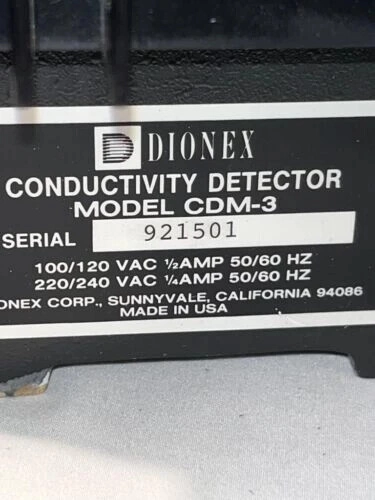 DIONEX
CONDUCTIVITY DETECTOR
MODEL CDM-3
SERIAL 921501
100/120 VAC ½AMP 50/60 HZ
220/240 VAC ¼AMP 50/60 HZ
ONEX CORP., SUNNYVALE, CALIFORNIA 94086
MADE IN USA